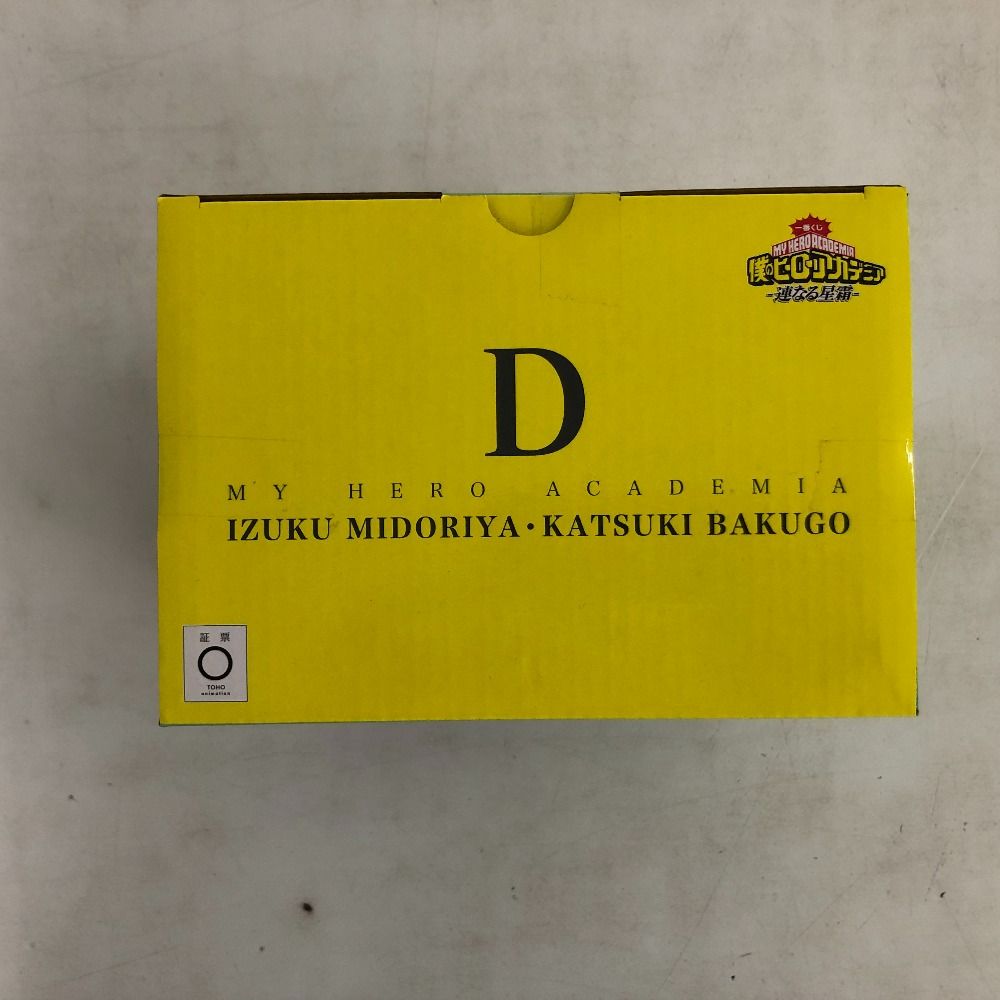 一番くじ
MY HERO ACADEMIA
僕のヒーローアカデミア
-連なる星霜-
D
MY HERO ACADEMIA
IZUKU MIDORIYA・KATSUKI BAKUGO
証 票
TOHO
animation